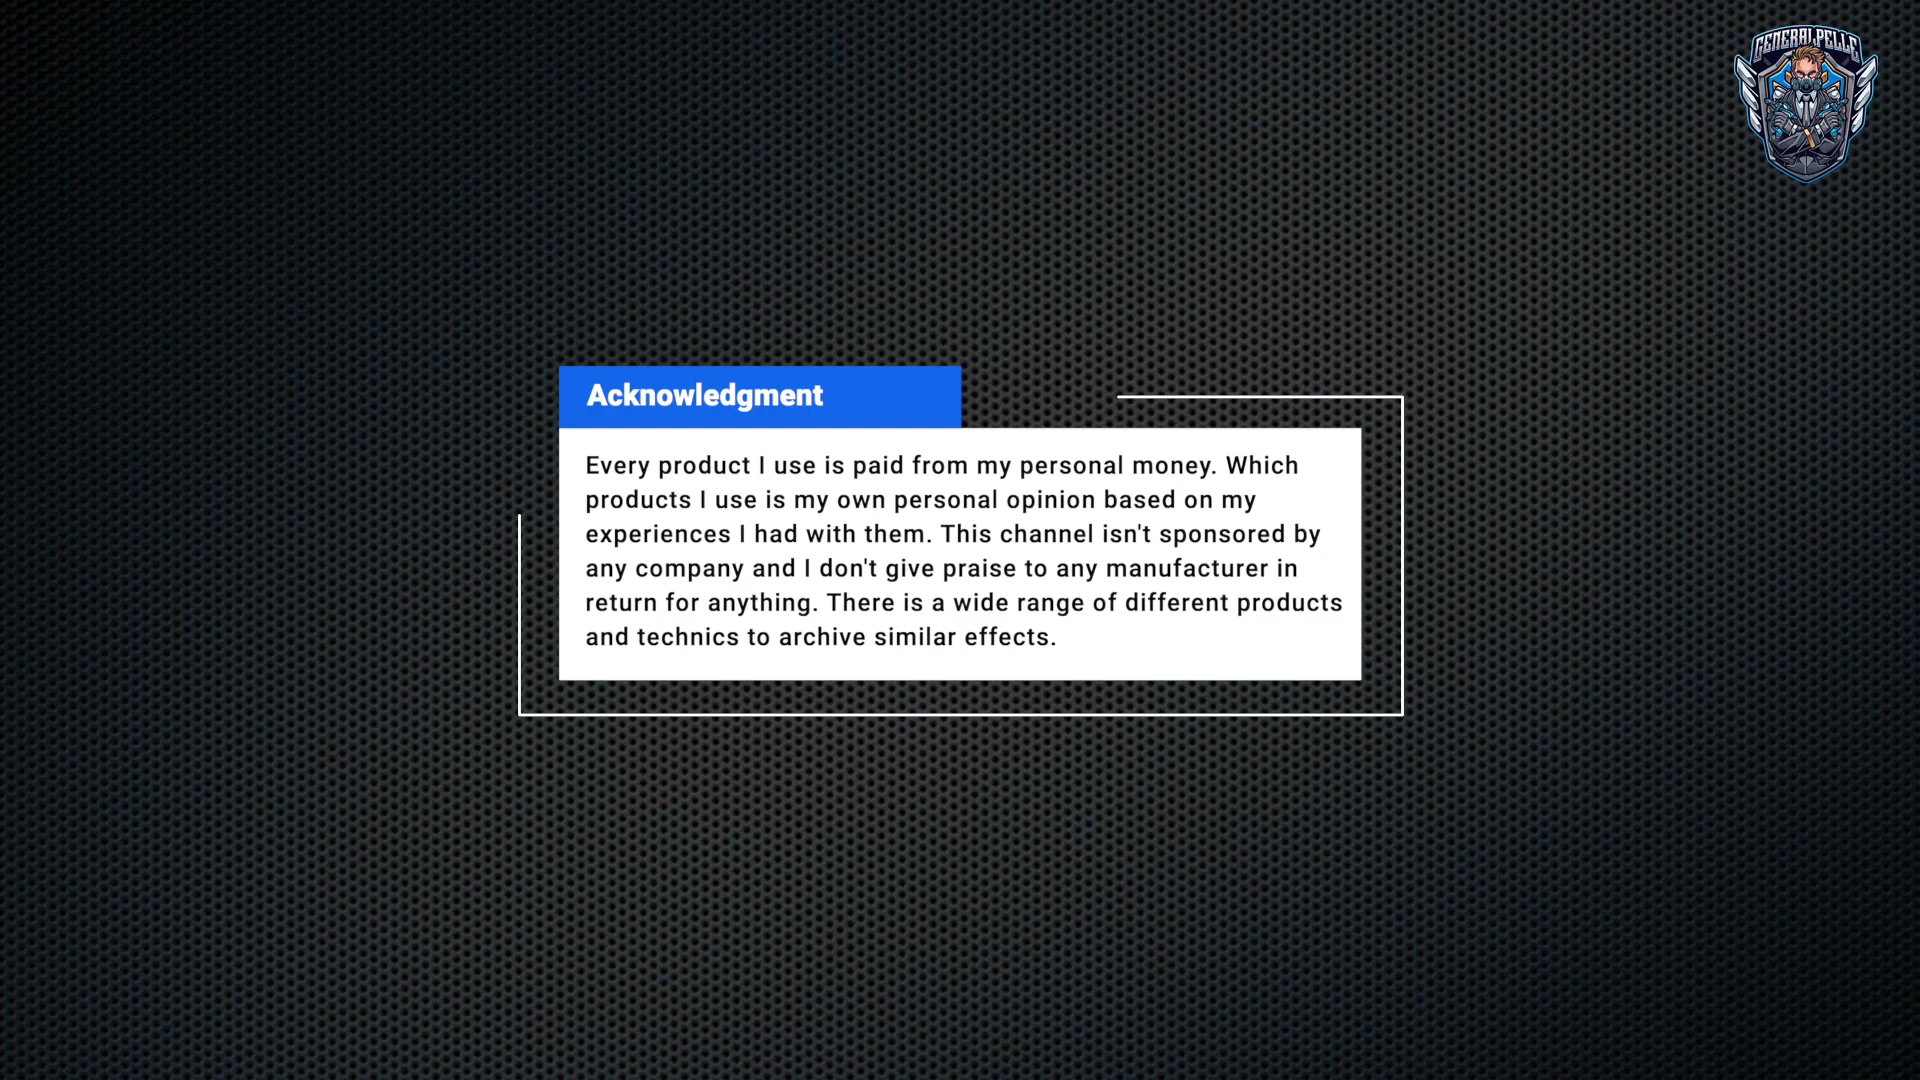 GENERALPELLE
Acknowledgment
Every product I use is paid from my personal money. Which
products I use is my own personal opinion based on my
experiences I had with them. This channel isn't sponsored by
any company and I don't give praise to any manufacturer in
return for anything. There is a wide range of different products
and technics to archive similar effects.